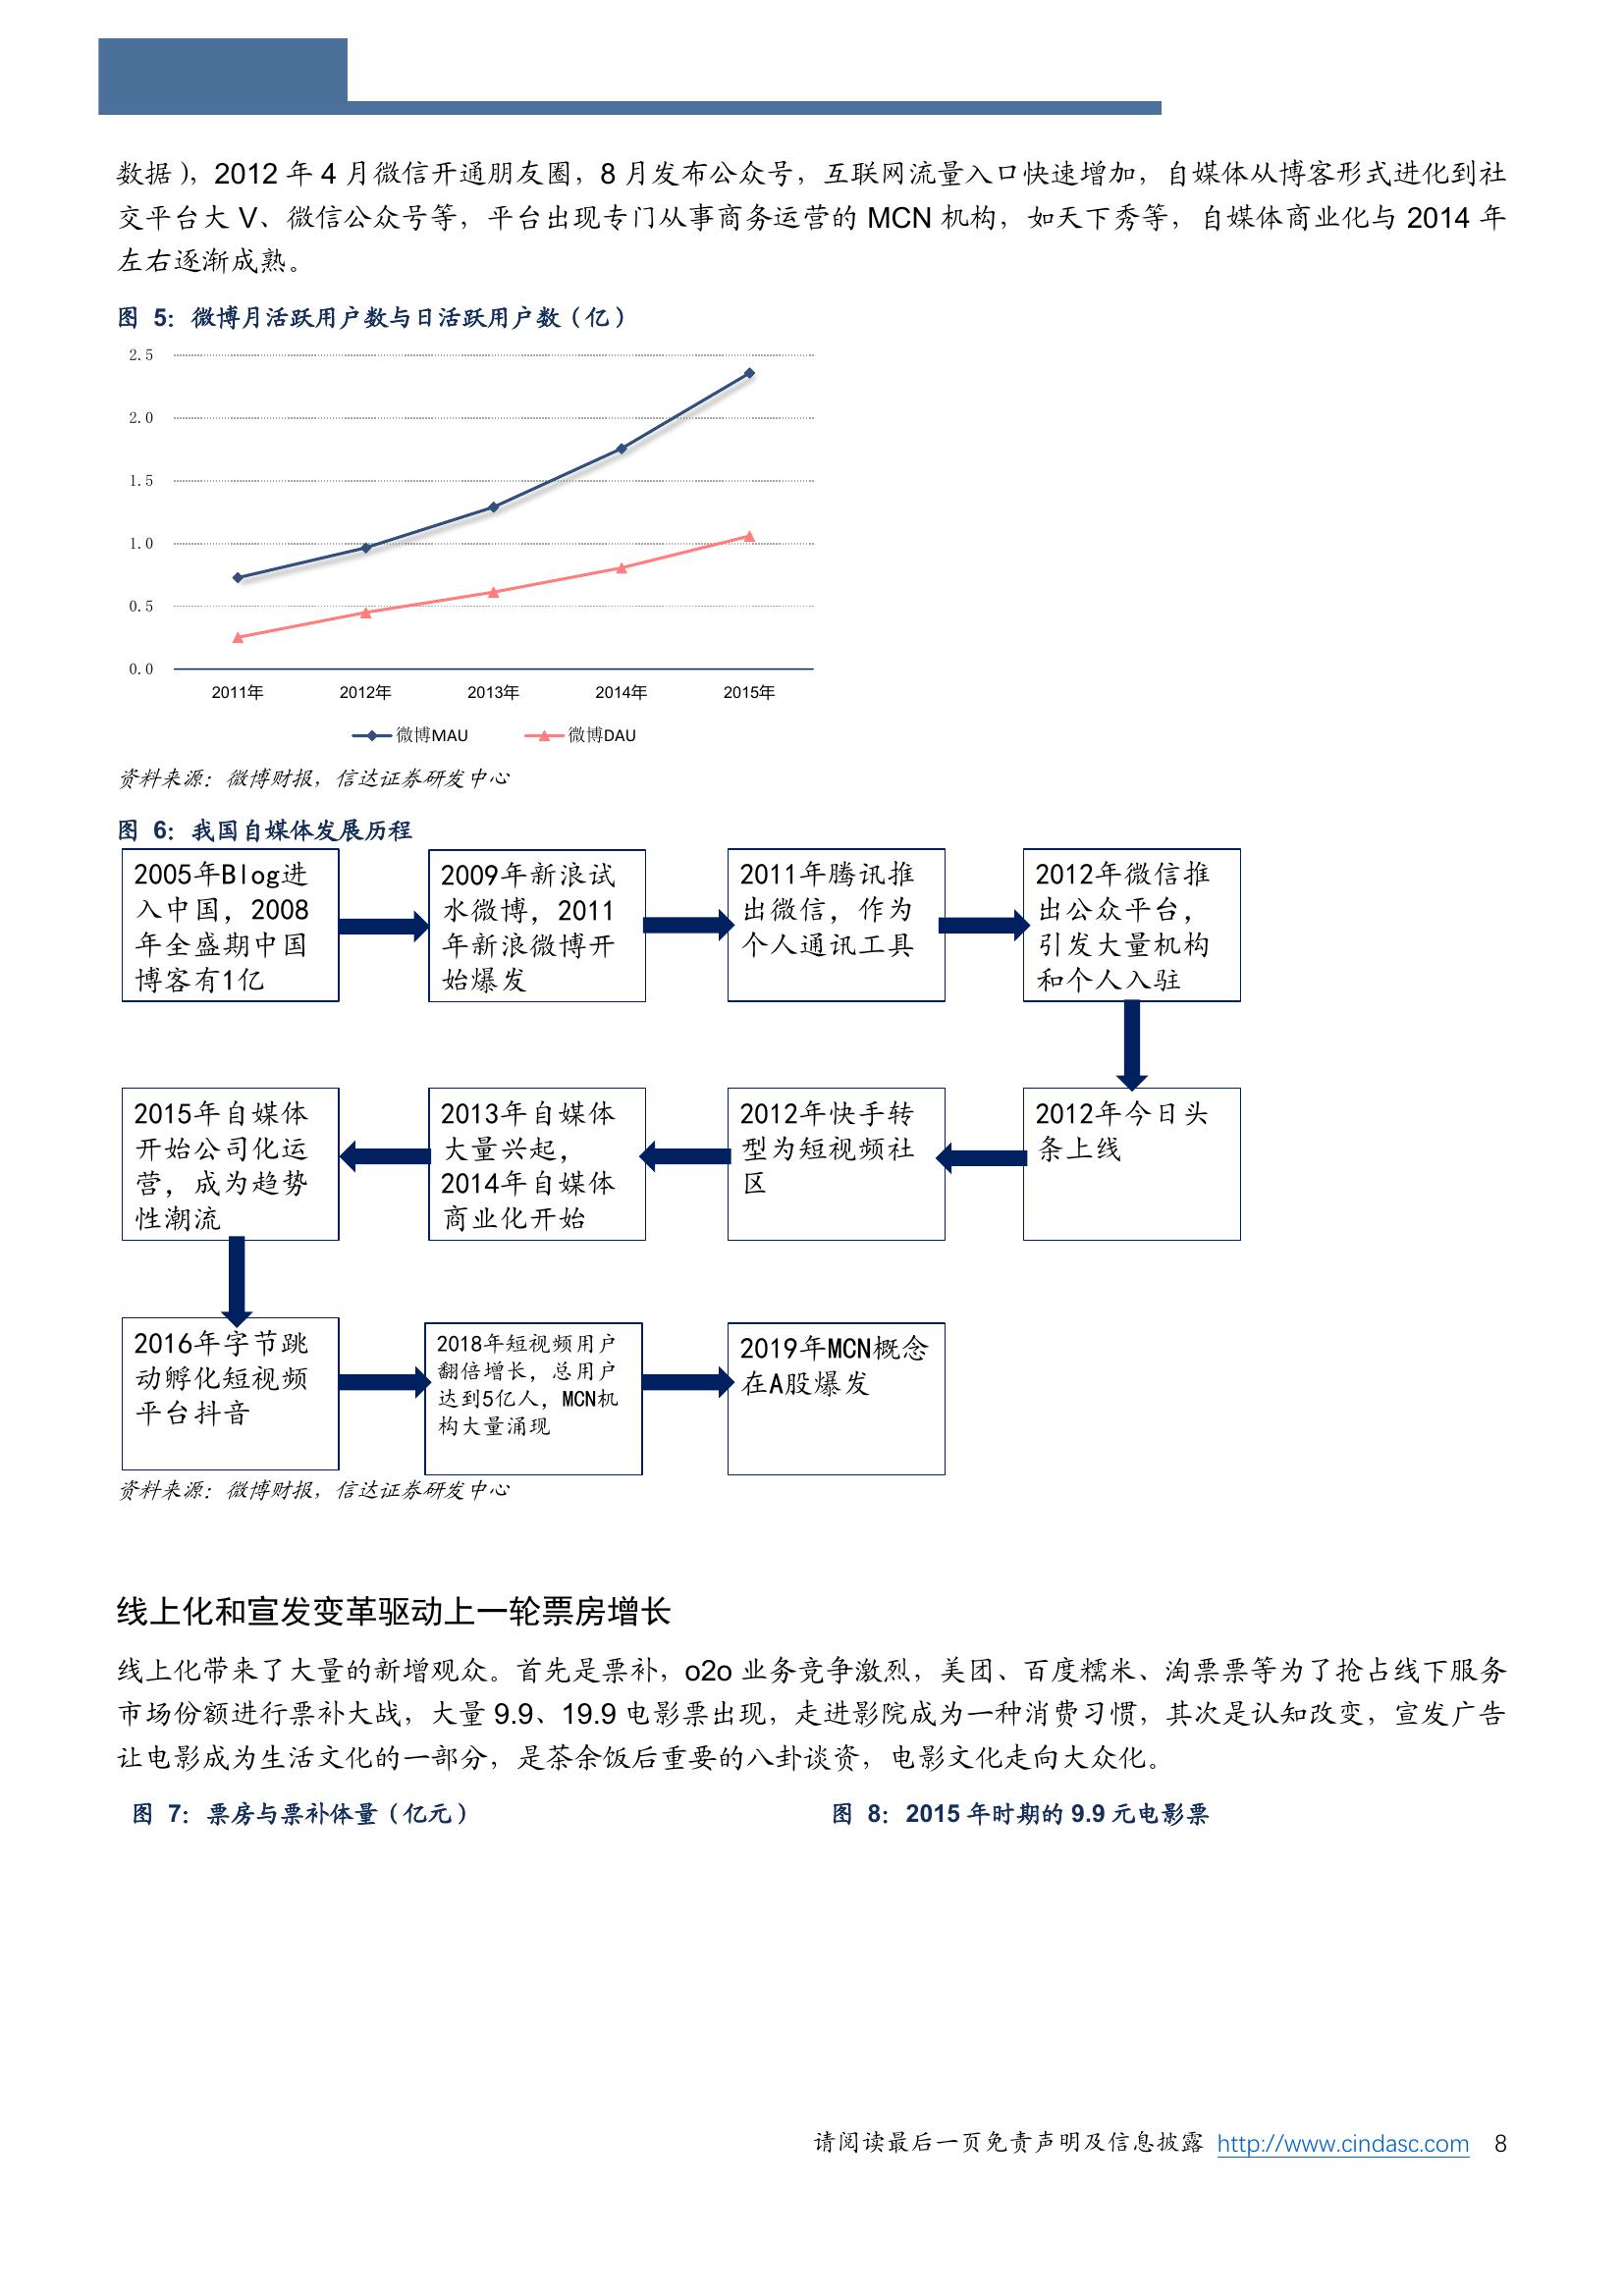 数据），2012 年 4 月微信开通朋友圈，8 月发布公众号，互联网流量入口快速增加，自媒体从博客形式进化到社
交平台大 V、微信公众号等，平台出现专门从事商务运营的 MCN 机构，如天下秀等，自媒体商业化与 2014 年
左右逐渐成熟。
图 5：微博月活跃用户数与日活跃用户数（亿）
2.5
2.0
1.5
1.0
0.5
0.0
2011年 2012年 2013年 2014年 2015年
微博MAU 微博DAU
资料来源：微博财报，信达证券研发中心
图 6：我国自媒体发展历程
2005年Blog进
入中国，2008
年全盛期中国
博客有1亿
2009年新浪试
水微博，2011
年新浪微博开
始爆发
2011年腾讯推
出微信，作为
个人通讯工具
2012年微信推
出公众平台，
引发大量机构
和个人入驻
2012年今日头
条上线
2012年快手转
型为短视频社
区
2013年自媒体
大量兴起，
2014年自媒体
商业化开始
2015年自媒体
开始公司化运
营，成为趋势
性潮流
2016年字节跳
动孵化短视频
平台抖音
2018年短视频用户
翻倍增长，总用户
达到5亿人，MCN机
构大量涌现
2019年MCN概念
在A股爆发
资料来源：微博财报，信达证券研发中心
线上化和宣发变革驱动上一轮票房增长
线上化带来了大量的新增观众。首先是票补，o2o 业务竞争激烈，美团、百度糯米、淘票票等为了抢占线下服务
市场份额进行票补大战，大量 9.9、19.9 电影票出现，走进影院成为一种消费习惯，其次是认知改变，宣发广告
让电影成为生活文化的一部分，是茶余饭后重要的八卦谈资，电影文化走向大众化。
图 7：票房与票补体量（亿元） 图 8：2015 年时期的 9.9 元电影票
请阅读最后一页免责声明及信息披露 http://www.cindasc.com 8